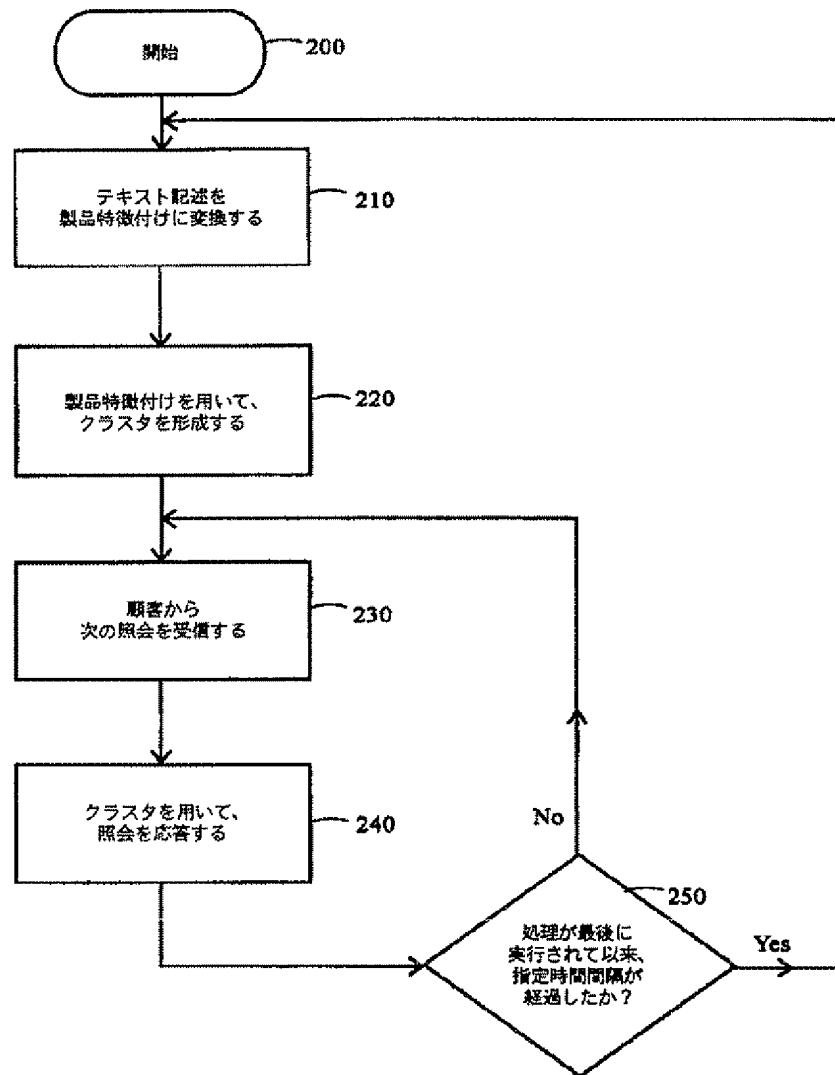 開始
200
テキスト記述を
製品特徴付けに変換する
210
製品特徴付けを用いて、
クラスタを形成する
220
顧客から
次の照会を受信する
230
クラスタを用いて、
照会を応答する
240
No
250
処理が最後に
実行されて以来、
指定時間間隔が
経過したか？
Yes